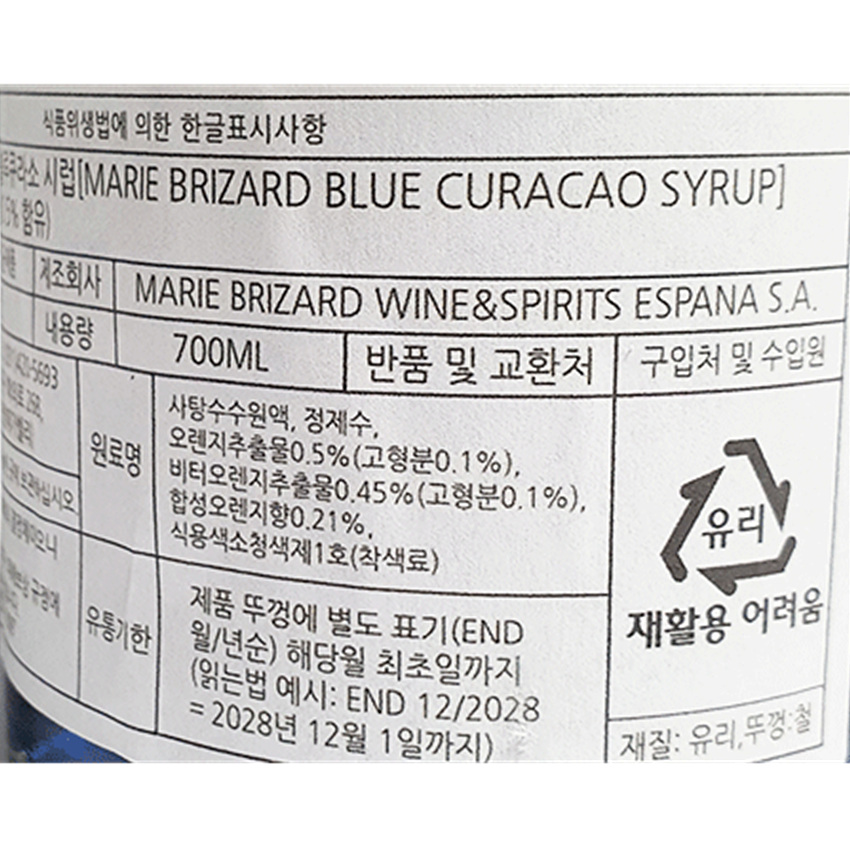 식품위생법에 의한 한글표시사항
쿠라소 시럽[MARIE BRIZARD BLUE CURACAO SYRUP]
함유)
제조회사 MARIE BRIZARD WINE&SPIRITS ESPANA S.A.
내용량 700ML 반품 및 교환처 구입처 및 수입원
원료명
사탕수수원액, 정제수,
오렌지추출물0.5%(고형분0.1%),
비터오렌지추출물0.45%(고형분0.1%),
합성오렌지향0.21%,
식용색소청색제1호(착색료)
유리
재활용 어려움
유통기한
제품 뚜껑에 별도 표기(END
월/년순) 해당월 최초일까지
(읽는법 예시: END 12/2028
= 2028년 12월 1일까지)
재질: 유리,뚜껑:철